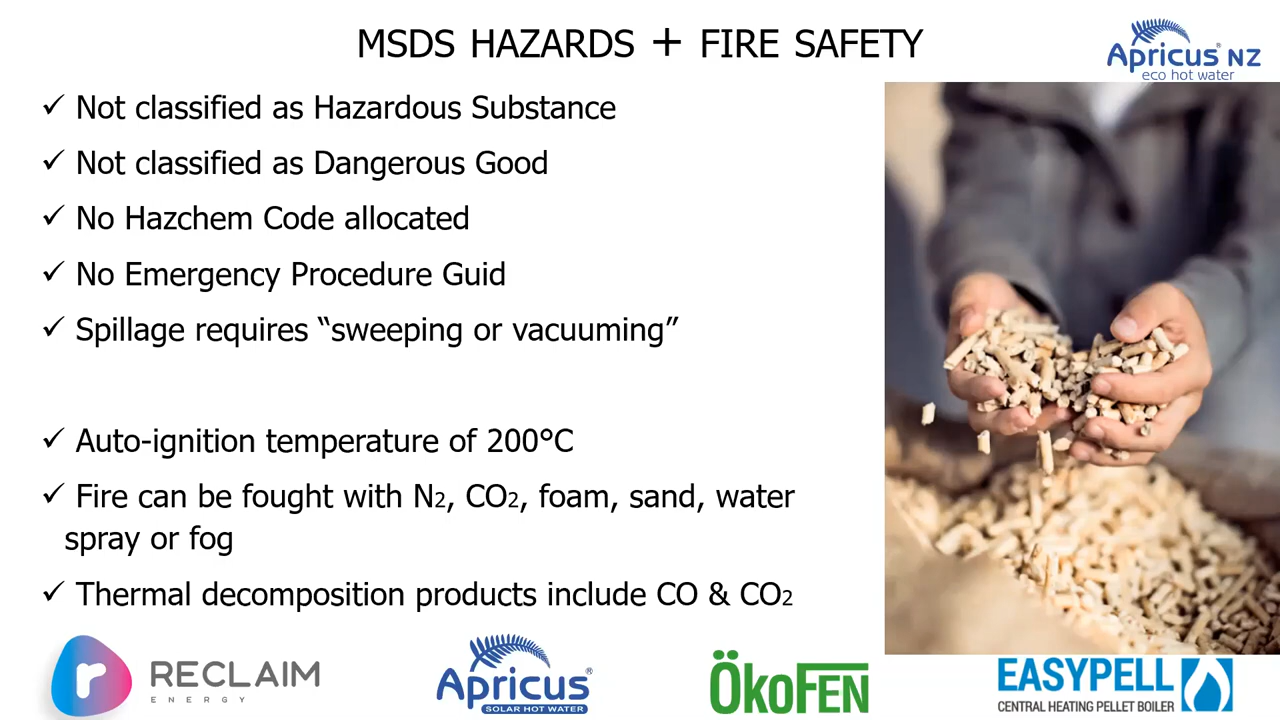 MSDS HAZARDS + FIRE SAFETY
Apricus® NZ
eco hot water
✓ Not classified as Hazardous Substance
✓ Not classified as Dangerous Good
✓ No Hazchem Code allocated
✓ No Emergency Procedure Guid
✓ Spillage requires “sweeping or vacuuming”
✓ Auto-ignition temperature of 200°C
✓ Fire can be fought with N2, CO2, foam, sand, water
spray or fog
✓ Thermal decomposition products include CO & CO2
r RECLAIM
ENERGY
Apricus®
SOLAR HOT WATER
ÖkoFEN
EASYPELL
CENTRAL HEATING PELLET BOILER